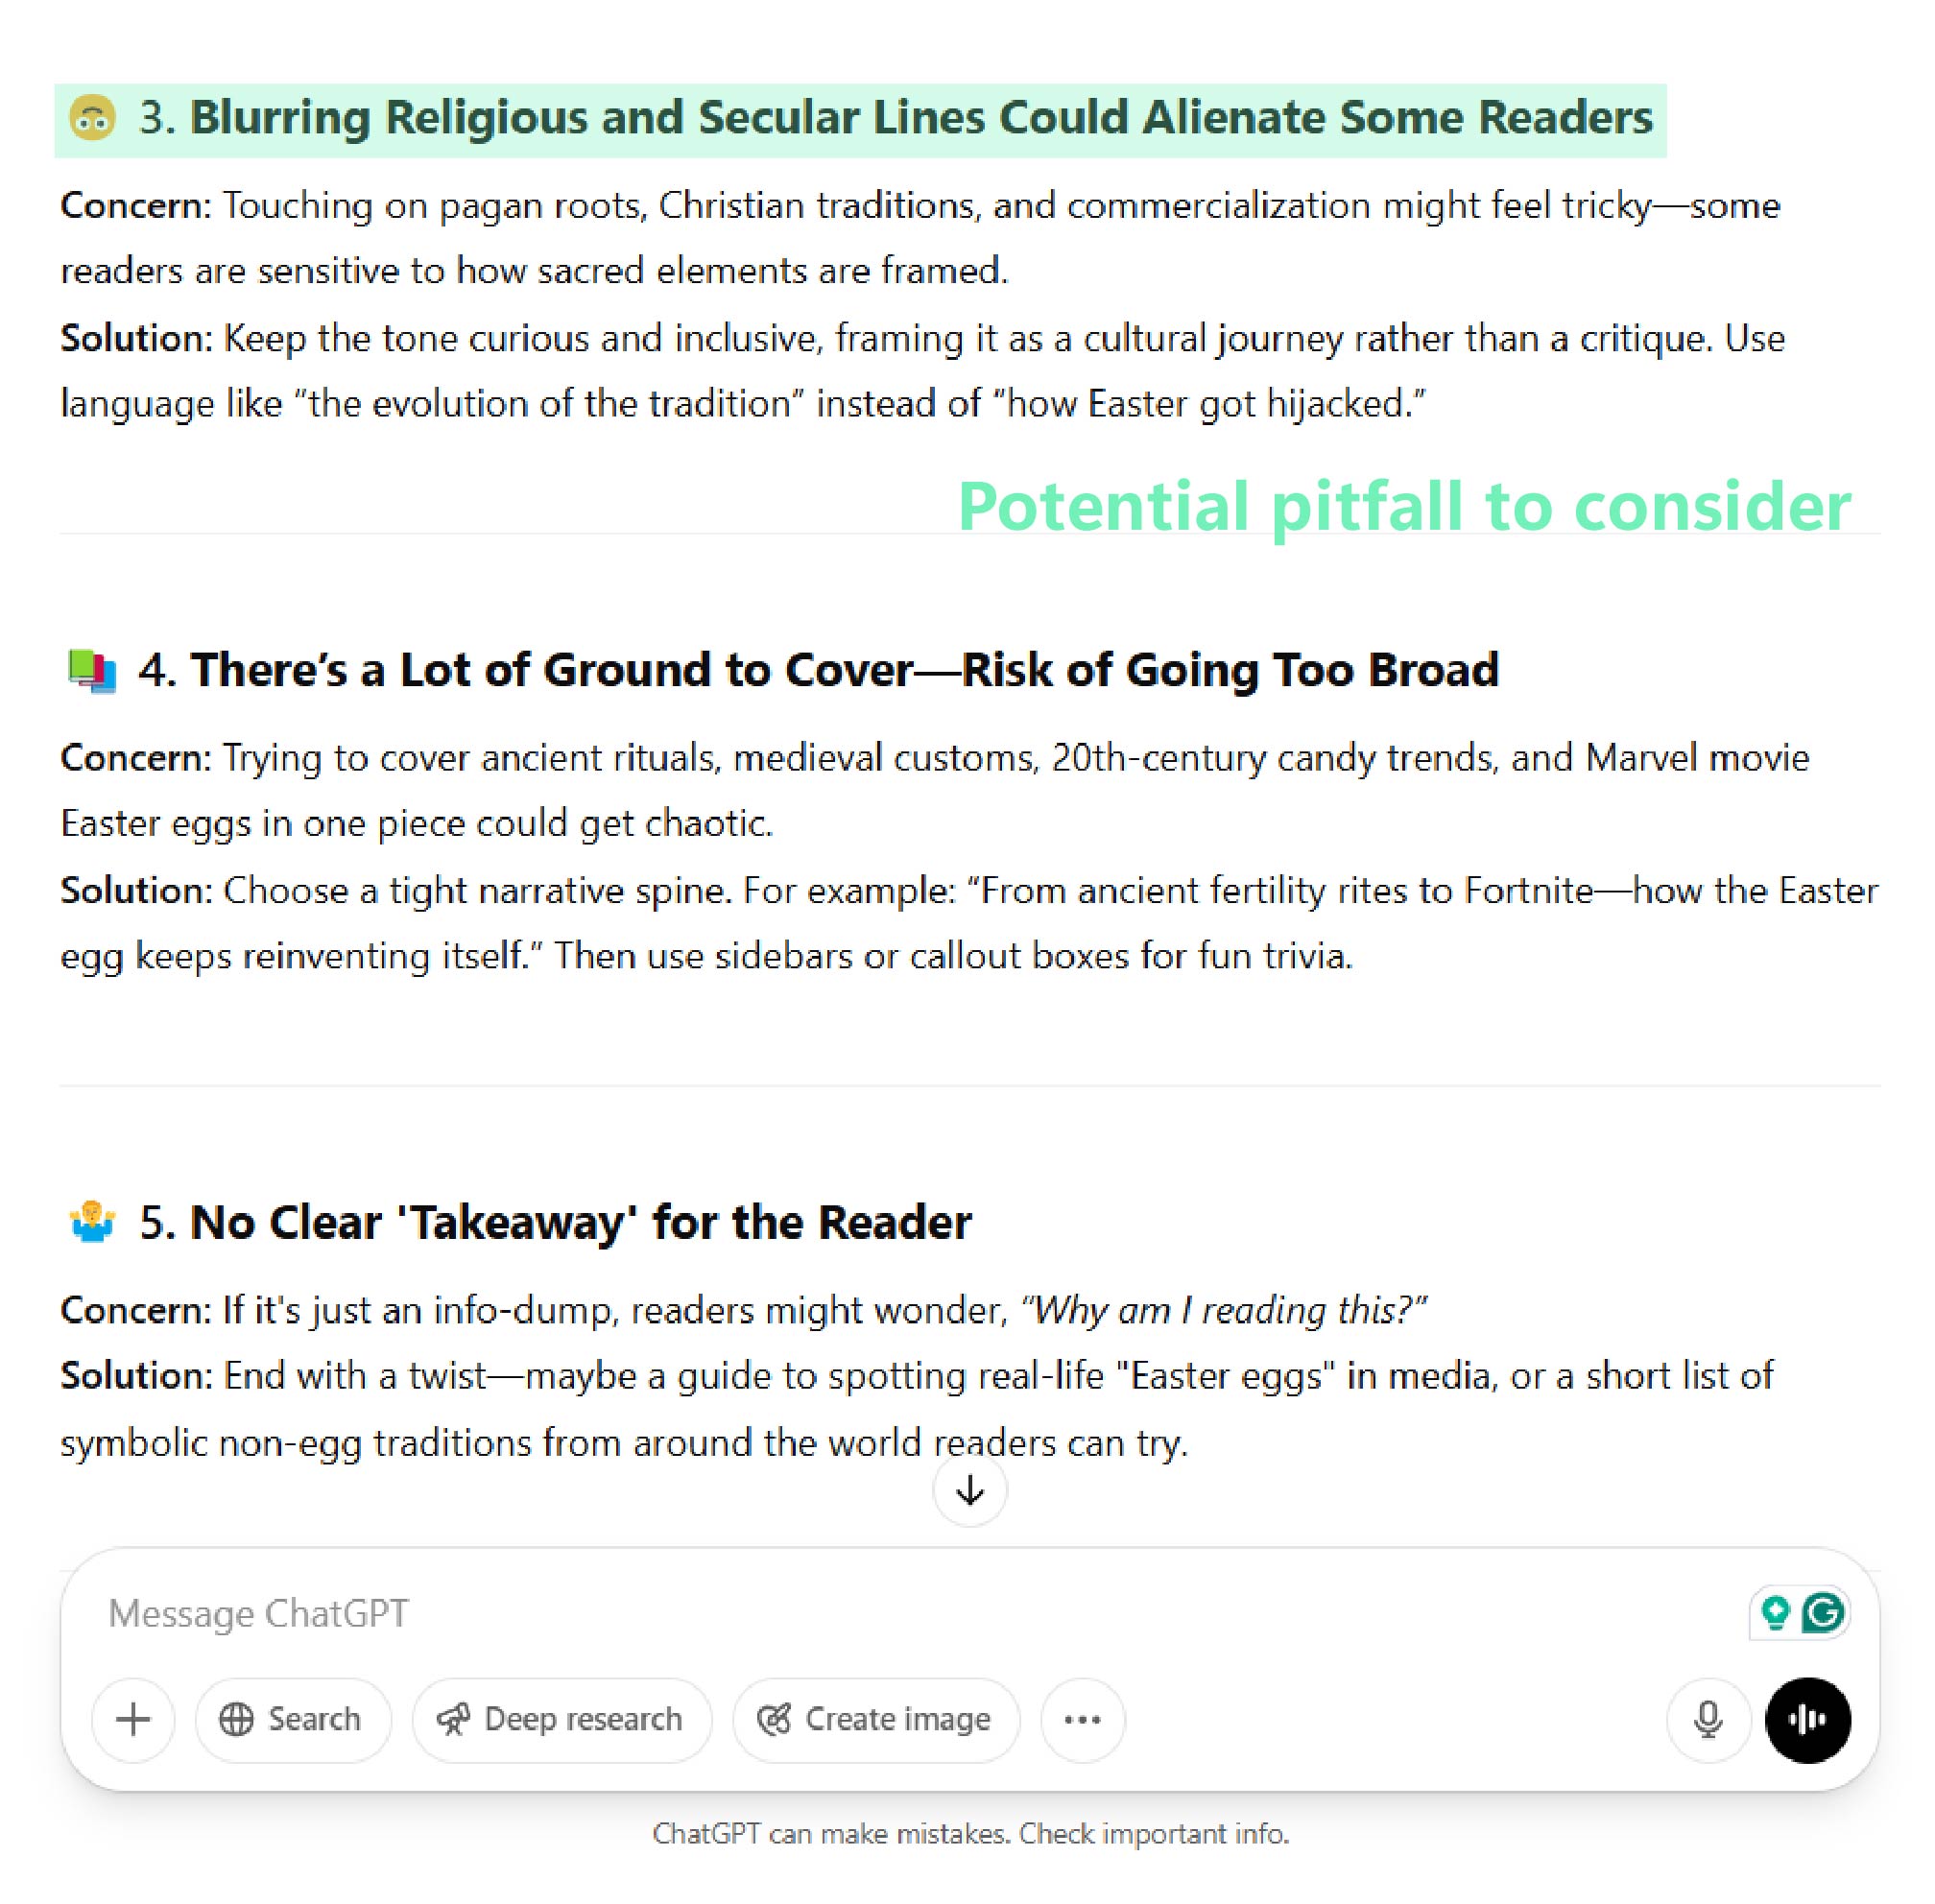 🙃 3. Blurring Religious and Secular Lines Could Alienate Some Readers
Concern: Touching on pagan roots, Christian traditions, and commercialization might feel tricky—some
readers are sensitive to how sacred elements are framed.
Solution: Keep the tone curious and inclusive, framing it as a cultural journey rather than a critique. Use
language like “the evolution of the tradition” instead of “how Easter got hijacked.”
Potential pitfall to consider
📚 4. There’s a Lot of Ground to Cover—Risk of Going Too Broad
Concern: Trying to cover ancient rituals, medieval customs, 20th-century candy trends, and Marvel movie
Easter eggs in one piece could get chaotic.
Solution: Choose a tight narrative spine. For example: “From ancient fertility rites to Fortnite—how the Easter
egg keeps reinventing itself.” Then use sidebars or callout boxes for fun trivia.
🤷 5. No Clear 'Takeaway' for the Reader
Concern: If it's just an info-dump, readers might wonder, “Why am I reading this?”
Solution: End with a twist—maybe a guide to spotting real-life "Easter eggs" in media, or a short list of
symbolic non-egg traditions from around the world readers can try.
Message ChatGPT
Search Deep research Create image
ChatGPT can make mistakes. Check important info.